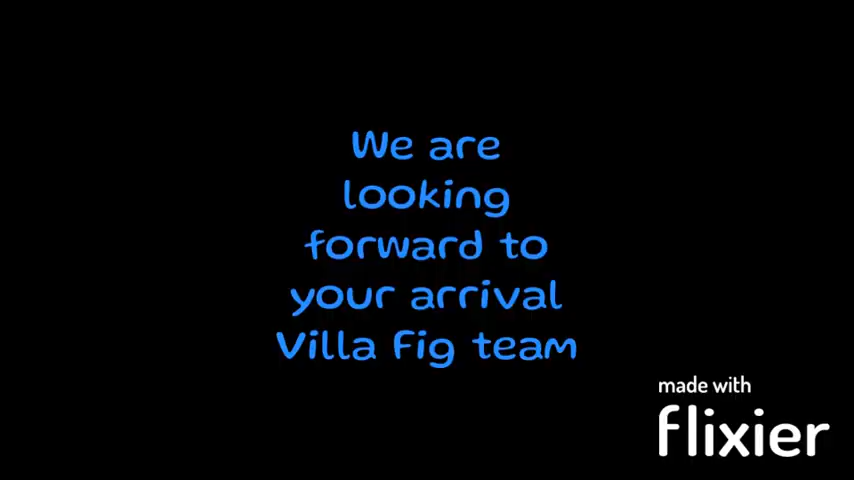 We are
looking
forward to
your arrival
Villa Fig team
made with
flixier